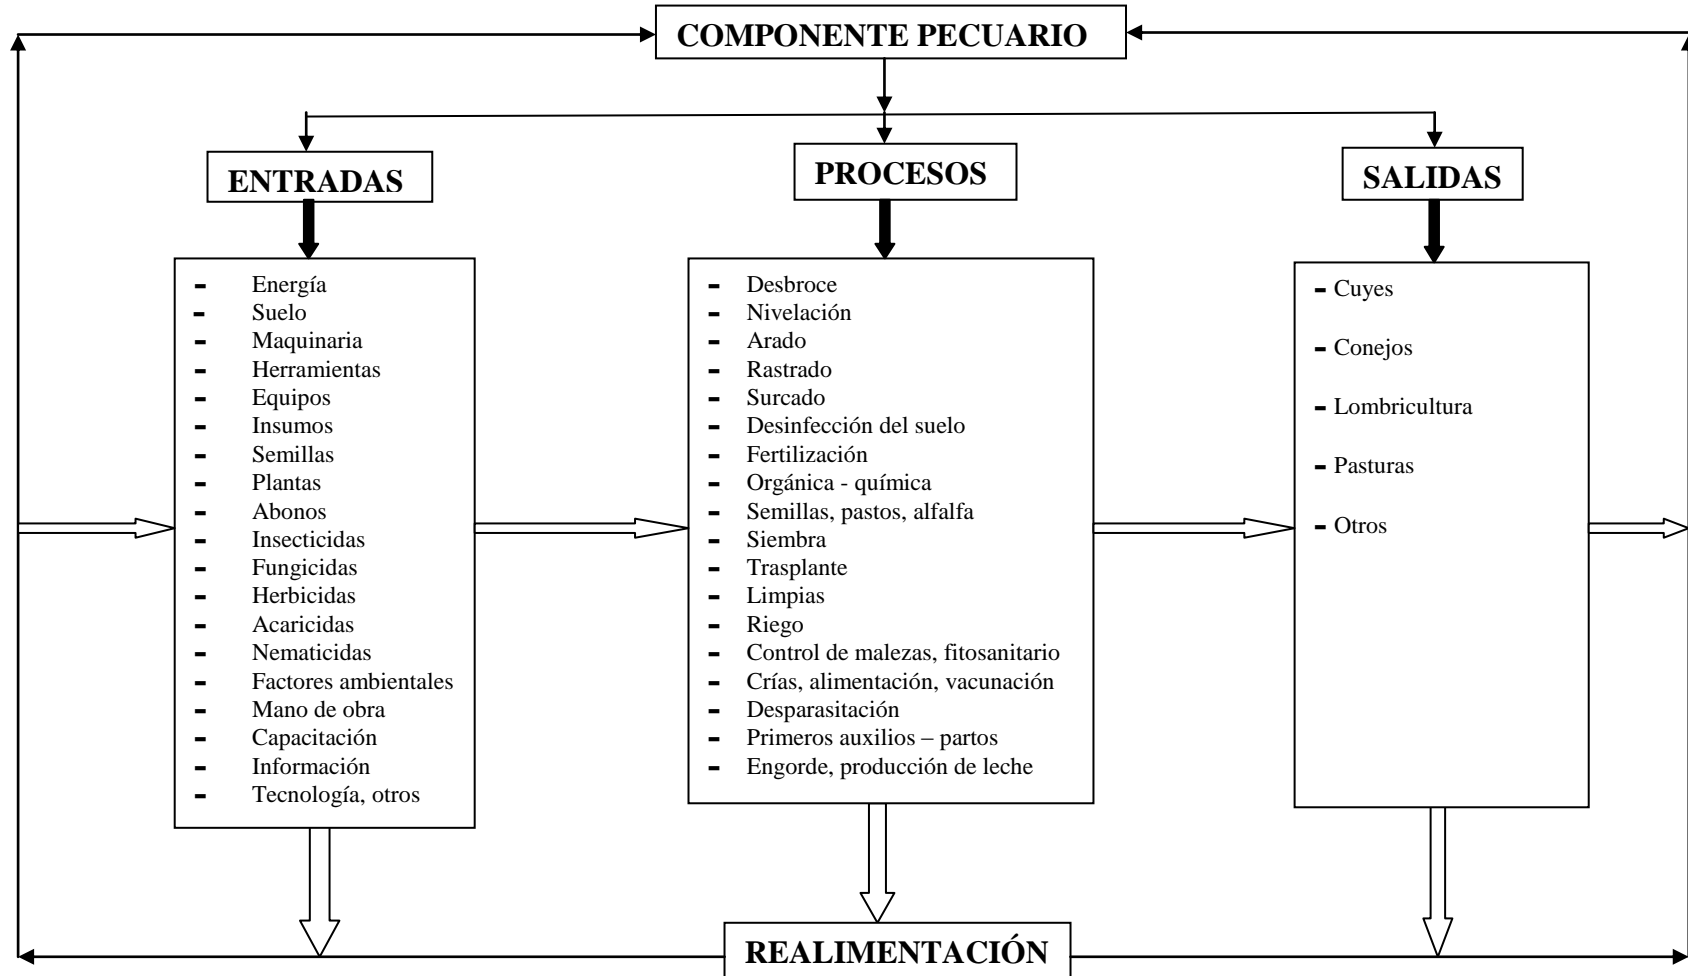 COMPONENTE PECUARIO
ENTRADAS
PROCESOS
SALIDAS
- Energía
- Suelo
- Maquinaria
- Herramientas
- Equipos
- Insumos
- Semillas
- Plantas
- Abonos
- Insecticidas
- Fungicidas
- Herbicidas
- Acaricidas
- Nematicidas
- Factores ambientales
- Mano de obra
- Capacitación
- Información
- Tecnología, otros
- Desbroce
- Nivelación
- Arado
- Rastrado
- Surcado
- Desinfección del suelo
- Fertilización
- Orgánica - química
- Semillas, pastos, alfalfa
- Siembra
- Trasplante
- Limpias
- Riego
- Control de malezas, fitosanitario
- Crías, alimentación, vacunación
- Desparasitación
- Primeros auxilios – partos
- Engorde, producción de leche
- Cuyes
- Conejos
- Lombricultura
- Pasturas
- Otros
REALIMENTACIÓN